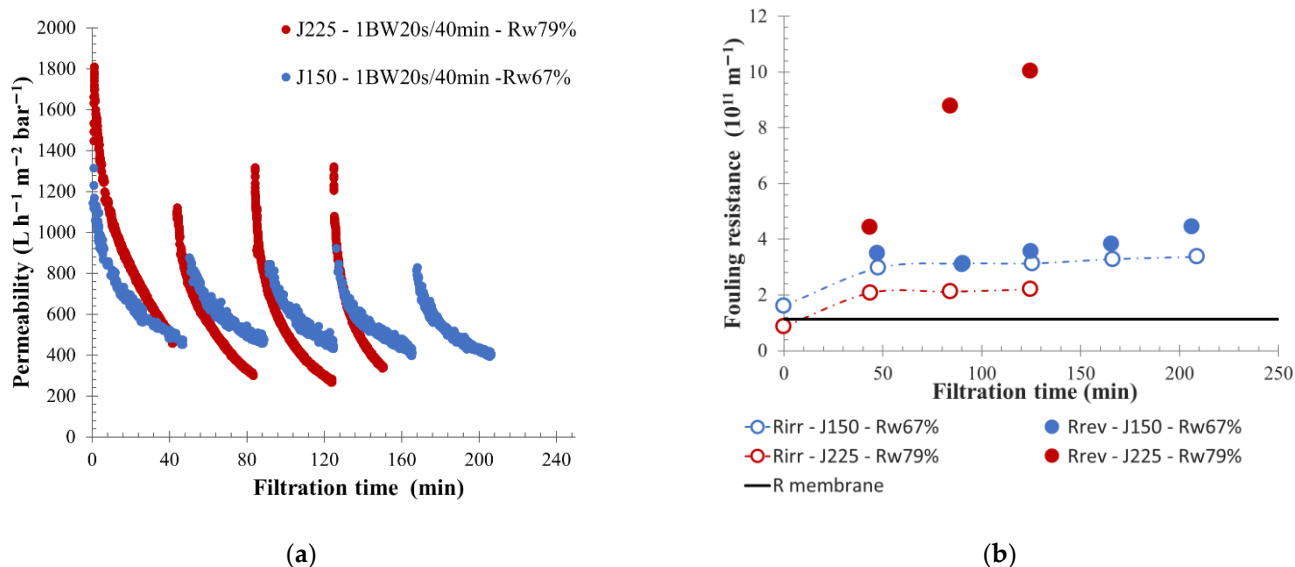 J225 - 1BW20s/40min - Rw79%
J150 - 1BW20s/40min -Rw67%
Permeability (L h⁻¹ m⁻² bar⁻¹)
2000
1800
1600
1400
1200
1000
800
600
400
200
0
0 40 80 120 160 200 240
Filtration time (min)
(a)
Fouling resistance (10¹¹ m⁻¹)
12
10
8
6
4
2
0
0 50 100 150 200 250
Filtration time (min)
Rirr - J150 - Rw67% Rrev - J150 - Rw67%
Rirr - J225 - Rw79% Rrev - J225 - Rw79%
R membrane
(b)